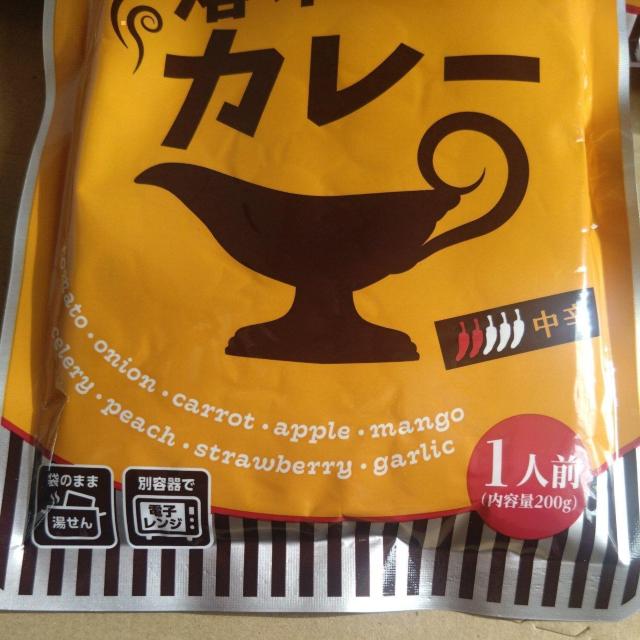 カレー
中辛
tomato・onion・carrot・apple・mango
celery・peach・strawberry・garlic
1人前
(内容量200g)
袋のまま
湯せん
別容器で
電子
レンジ